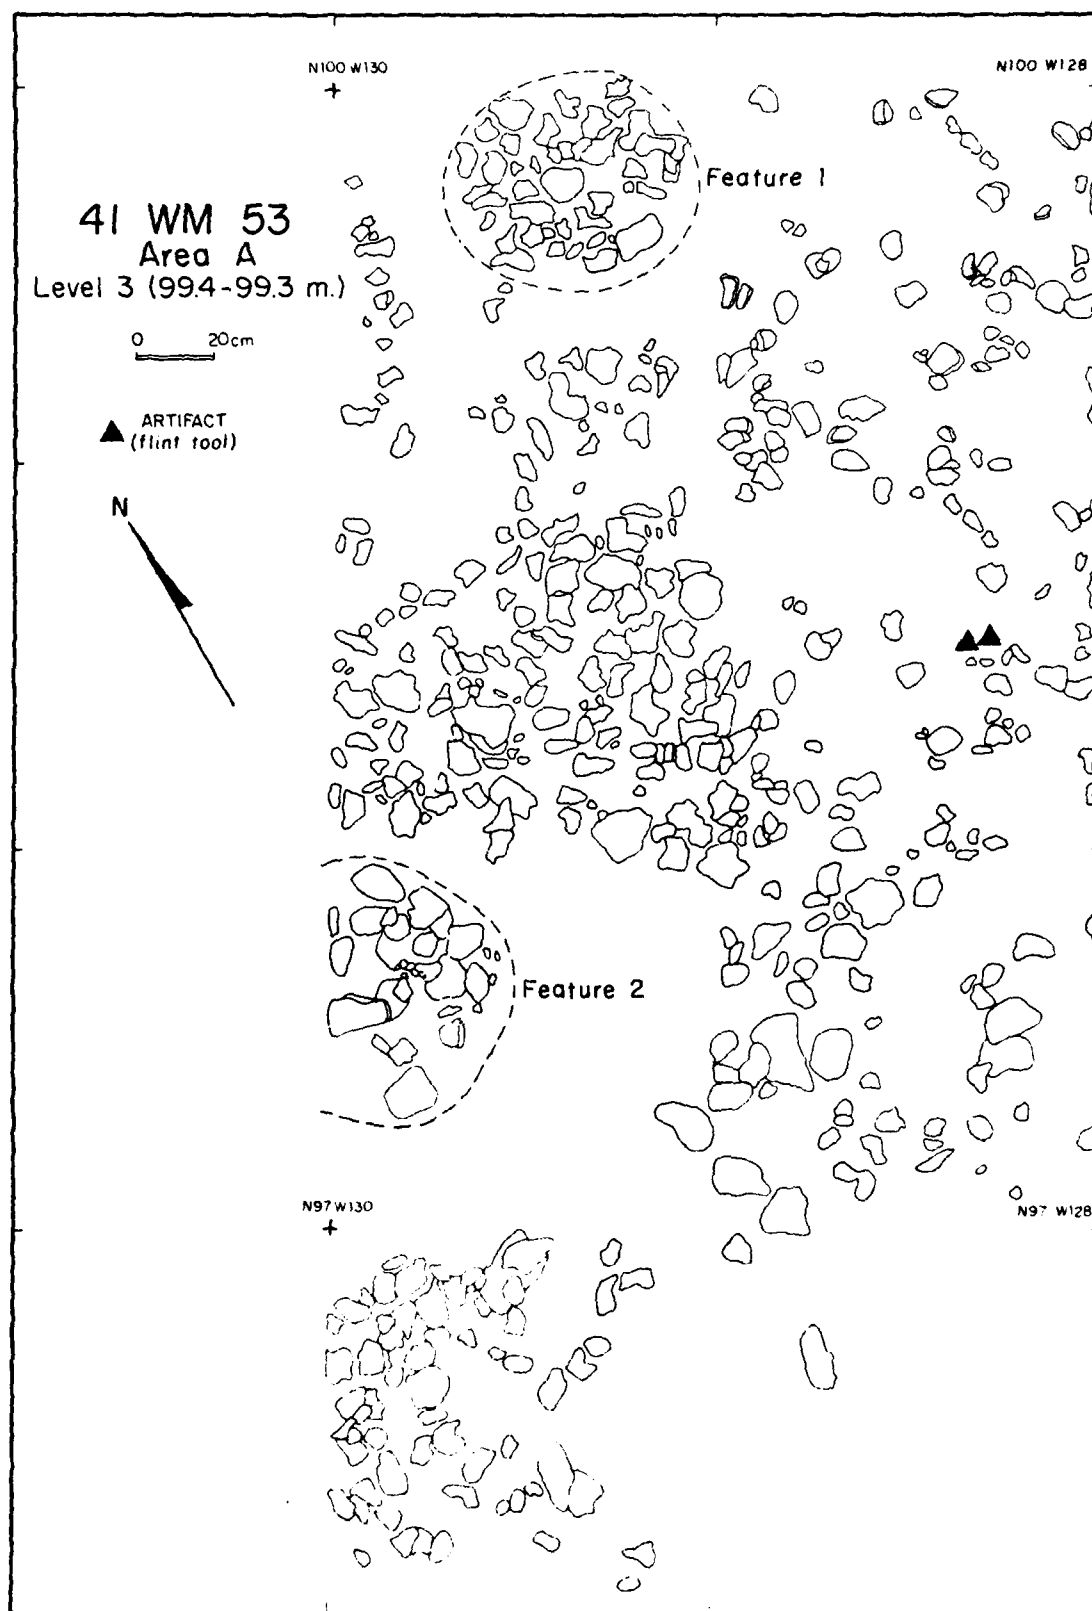 N100 W130
N100 W128
Feature 1
41 WM 53
Area A
Level 3 (99.4-99.3 m.)
0 20cm
ARTIFACT
(flint tool)
N
Feature 2
N97 W130
N97 W128